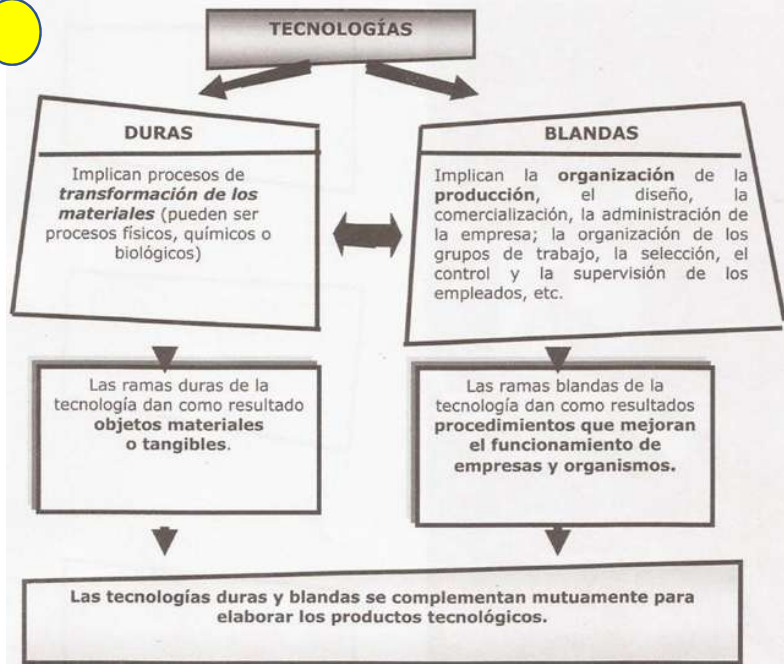 TECNOLOGÍAS
DURAS
Implican procesos de
transformación de los
materiales (pueden ser
procesos físicos, químicos o
biológicos)
BLANDAS
Implican la organización de la
producción, el diseño, la
comercialización, la administración de
la empresa; la organización de los
grupos de trabajo, la selección, el
control y la supervisión de los
empleados, etc.
Las ramas duras de la
tecnología dan como resultado
objetos materiales
o tangibles.
Las ramas blandas de la
tecnología dan como resultados
procedimientos que mejoran
el funcionamiento de
empresas y organismos.
Las tecnologías duras y blandas se complementan mutuamente para
elaborar los productos tecnológicos.